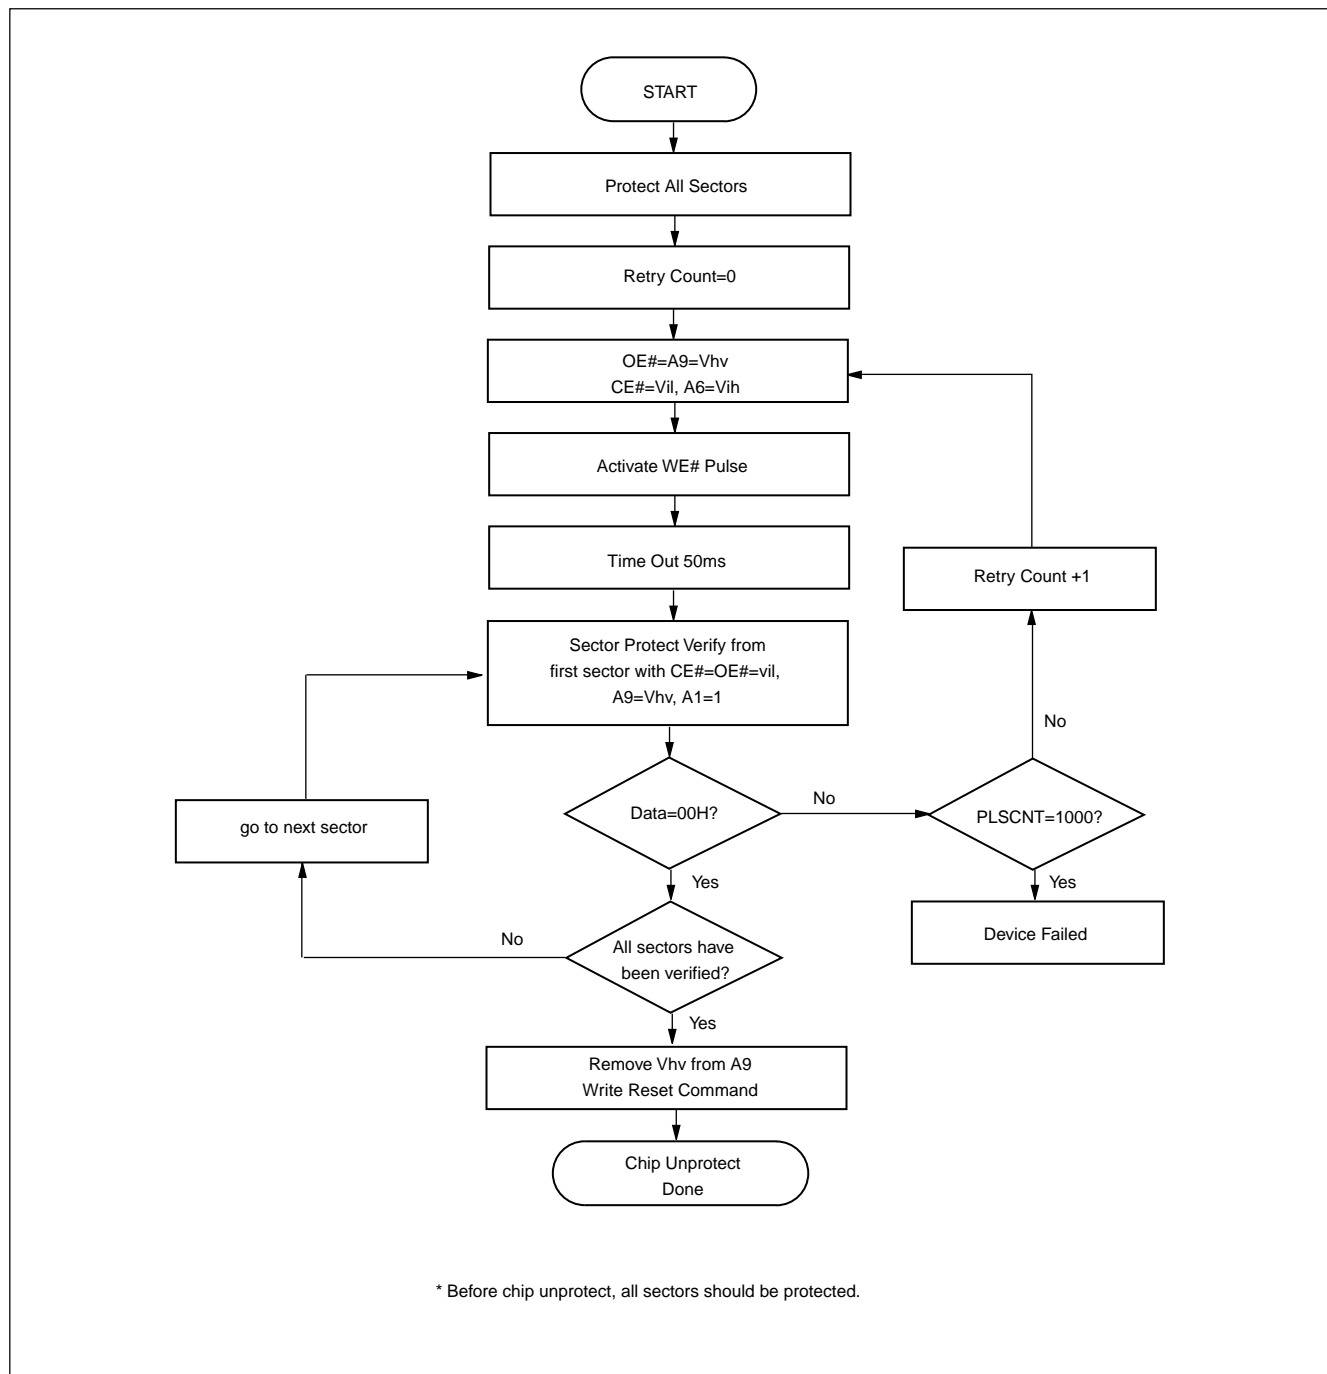 START
Protect All Sectors
Retry Count=0
OE#=A9=Vhv
CE#=Vil, A6=Vih
Activate WE# Pulse
Time Out 50ms
Retry Count +1
Sector Protect Verify from
first sector with CE#=OE#=vil,
A9=Vhv, A1=1
No
Data=00H?
No
PLSCNT=1000?
go to next sector
Yes
Yes
Device Failed
No
All sectors have
been verified?
Yes
Remove Vhv from A9
Write Reset Command
Chip Unprotect
Done
* Before chip unprotect, all sectors should be protected.